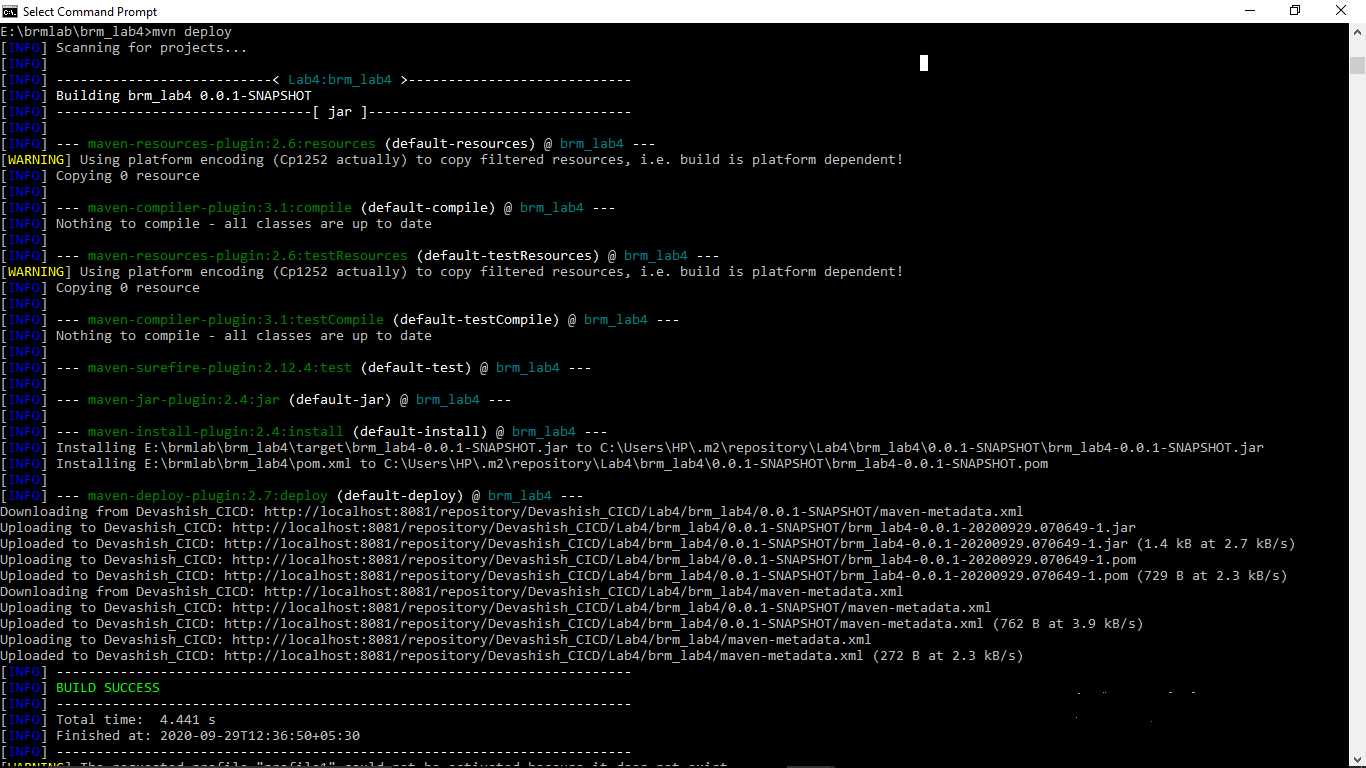 Select Command Prompt
E:\brmlab\brm_lab4>mvn deploy
[INFO] Scanning for projects...
[INFO]
[INFO] ---------------------------< Lab4:brm_lab4 >----------------------------
[INFO] Building brm_lab4 0.0.1-SNAPSHOT
[INFO] --------------------------------[ jar ]---------------------------------
[INFO]
[INFO] --- maven-resources-plugin:2.6:resources (default-resources) @ brm_lab4 ---
[WARNING] Using platform encoding (Cp1252 actually) to copy filtered resources, i.e. build is platform dependent!
[INFO] Copying 0 resource
[INFO]
[INFO] --- maven-compiler-plugin:3.1:compile (default-compile) @ brm_lab4 ---
[INFO] Nothing to compile - all classes are up to date
[INFO]
[INFO] --- maven-resources-plugin:2.6:testResources (default-testResources) @ brm_lab4 ---
[WARNING] Using platform encoding (Cp1252 actually) to copy filtered resources, i.e. build is platform dependent!
[INFO] Copying 0 resource
[INFO]
[INFO] --- maven-compiler-plugin:3.1:testCompile (default-testCompile) @ brm_lab4 ---
[INFO] Nothing to compile - all classes are up to date
[INFO]
[INFO] --- maven-surefire-plugin:2.12.4:test (default-test) @ brm_lab4 ---
[INFO]
[INFO] --- maven-jar-plugin:2.4:jar (default-jar) @ brm_lab4 ---
[INFO]
[INFO] --- maven-install-plugin:2.4:install (default-install) @ brm_lab4 ---
[INFO] Installing E:\brmlab\brm_lab4\target\brm_lab4-0.0.1-SNAPSHOT.jar to C:\Users\HP\.m2\repository\Lab4\brm_lab4\0.0.1-SNAPSHOT\brm_lab4-0.0.1-SNAPSHOT.jar
[INFO] Installing E:\brmlab\brm_lab4\pom.xml to C:\Users\HP\.m2\repository\Lab4\brm_lab4\0.0.1-SNAPSHOT\brm_lab4-0.0.1-SNAPSHOT.pom
[INFO]
[INFO] --- maven-deploy-plugin:2.7:deploy (default-deploy) @ brm_lab4 ---
Downloading from Devashish_CICD: http://localhost:8081/repository/Devashish_CICD/Lab4/brm_lab4/0.0.1-SNAPSHOT/maven-metadata.xml
Uploading to Devashish_CICD: http://localhost:8081/repository/Devashish_CICD/Lab4/brm_lab4/0.0.1-SNAPSHOT/brm_lab4-0.0.1-20200929.070649-1.jar
Uploaded to Devashish_CICD: http://localhost:8081/repository/Devashish_CICD/Lab4/brm_lab4/0.0.1-SNAPSHOT/brm_lab4-0.0.1-20200929.070649-1.jar (1.4 kB at 2.7 kB/s)
Uploading to Devashish_CICD: http://localhost:8081/repository/Devashish_CICD/Lab4/brm_lab4/0.0.1-SNAPSHOT/brm_lab4-0.0.1-20200929.070649-1.pom
Uploaded to Devashish_CICD: http://localhost:8081/repository/Devashish_CICD/Lab4/brm_lab4/0.0.1-SNAPSHOT/brm_lab4-0.0.1-20200929.070649-1.pom (729 B at 2.3 kB/s)
Downloading from Devashish_CICD: http://localhost:8081/repository/Devashish_CICD/Lab4/brm_lab4/maven-metadata.xml
Uploading to Devashish_CICD: http://localhost:8081/repository/Devashish_CICD/Lab4/brm_lab4/0.0.1-SNAPSHOT/maven-metadata.xml
Uploaded to Devashish_CICD: http://localhost:8081/repository/Devashish_CICD/Lab4/brm_lab4/0.0.1-SNAPSHOT/maven-metadata.xml (762 B at 3.9 kB/s)
Uploading to Devashish_CICD: http://localhost:8081/repository/Devashish_CICD/Lab4/brm_lab4/maven-metadata.xml
Uploaded to Devashish_CICD: http://localhost:8081/repository/Devashish_CICD/Lab4/brm_lab4/maven-metadata.xml (272 B at 2.3 kB/s)
[INFO] ------------------------------------------------------------------------
[INFO] BUILD SUCCESS
[INFO] ------------------------------------------------------------------------
[INFO] Total time:  4.441 s
[INFO] Finished at: 2020-09-29T12:36:50+05:30
[INFO] ------------------------------------------------------------------------
[WARNING] The requested profile "profile1" could not be activated because it does not exist.